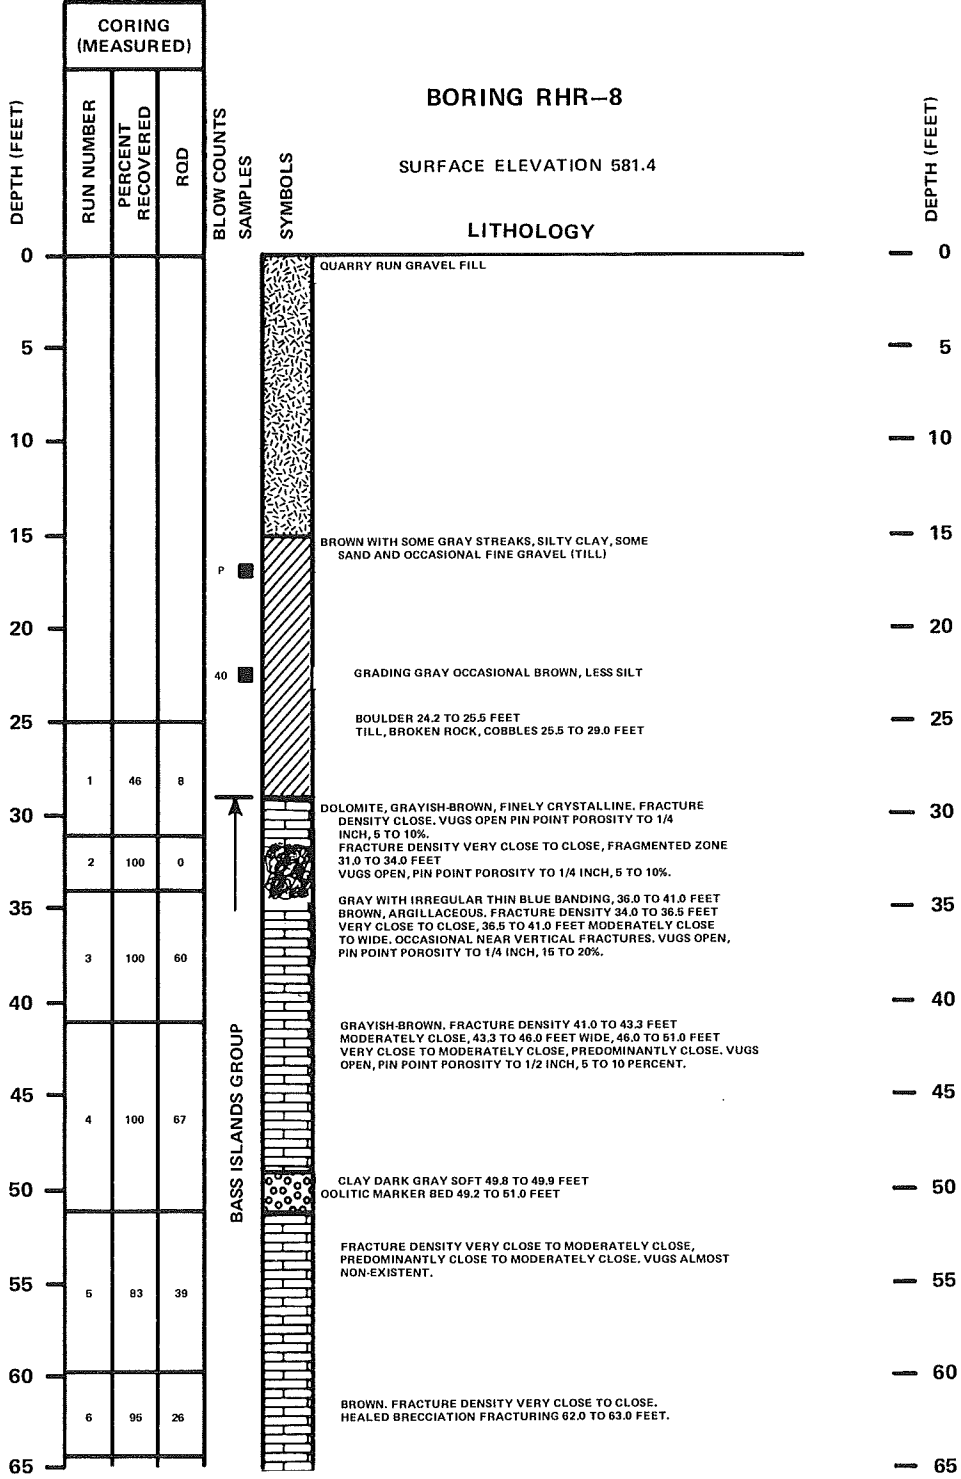 CORING
(MEASURED)
BORING RHR–8
SURFACE ELEVATION 581.4
DEPTH (FEET)
RUN NUMBER
PERCENT
RECOVERED
RQD
BLOW COUNTS
SAMPLES
SYMBOLS
LITHOLOGY
DEPTH (FEET)
0
QUARRY RUN GRAVEL FILL
0
5
5
10
10
15
BROWN WITH SOME GRAY STREAKS, SILTY CLAY, SOME
SAND AND OCCASIONAL FINE GRAVEL (TILL)
15
P
20
20
40
GRADING GRAY OCCASIONAL BROWN, LESS SILT
25
BOULDER 24.2 TO 25.5 FEET
TILL, BROKEN ROCK, COBBLES 25.5 TO 29.0 FEET
25
1 46 8
30
DOLOMITE, GRAYISH-BROWN, FINELY CRYSTALLINE. FRACTURE
DENSITY CLOSE. VUGS OPEN PIN POINT POROSITY TO 1/4
INCH, 5 TO 10%.
30
2 100 0
FRACTURE DENSITY VERY CLOSE TO CLOSE, FRAGMENTED ZONE
31.0 TO 34.0 FEET
VUGS OPEN, PIN POINT POROSITY TO 1/4 INCH, 5 TO 10%.
35
GRAY WITH IRREGULAR THIN BLUE BANDING, 36.0 TO 41.0 FEET
BROWN, ARGILLACEOUS. FRACTURE DENSITY 34.0 TO 36.5 FEET
VERY CLOSE TO CLOSE, 36.5 TO 41.0 FEET MODERATELY CLOSE
TO WIDE. OCCASIONAL NEAR VERTICAL FRACTURES. VUGS OPEN,
PIN POINT POROSITY TO 1/4 INCH, 15 TO 20%.
35
3 100 60
40
40
GRAYISH-BROWN. FRACTURE DENSITY 41.0 TO 43.3 FEET
MODERATELY CLOSE, 43.3 TO 46.0 FEET WIDE, 46.0 TO 51.0 FEET
VERY CLOSE TO MODERATELY CLOSE, PREDOMINANTLY CLOSE. VUGS
OPEN, PIN POINT POROSITY TO 1/2 INCH, 5 TO 10 PERCENT.
45
45
4 100 67
BASS ISLANDS GROUP
50
CLAY DARK GRAY SOFT 49.8 TO 49.9 FEET
OOLITIC MARKER BED 49.2 TO 51.0 FEET
50
FRACTURE DENSITY VERY CLOSE TO MODERATELY CLOSE,
PREDOMINANTLY CLOSE TO MODERATELY CLOSE. VUGS ALMOST
NON-EXISTENT.
55
55
5 83 39
60
60
6 95 26
BROWN. FRACTURE DENSITY VERY CLOSE TO CLOSE.
HEALED BRECCIATION FRACTURING 62.0 TO 63.0 FEET.
65
65